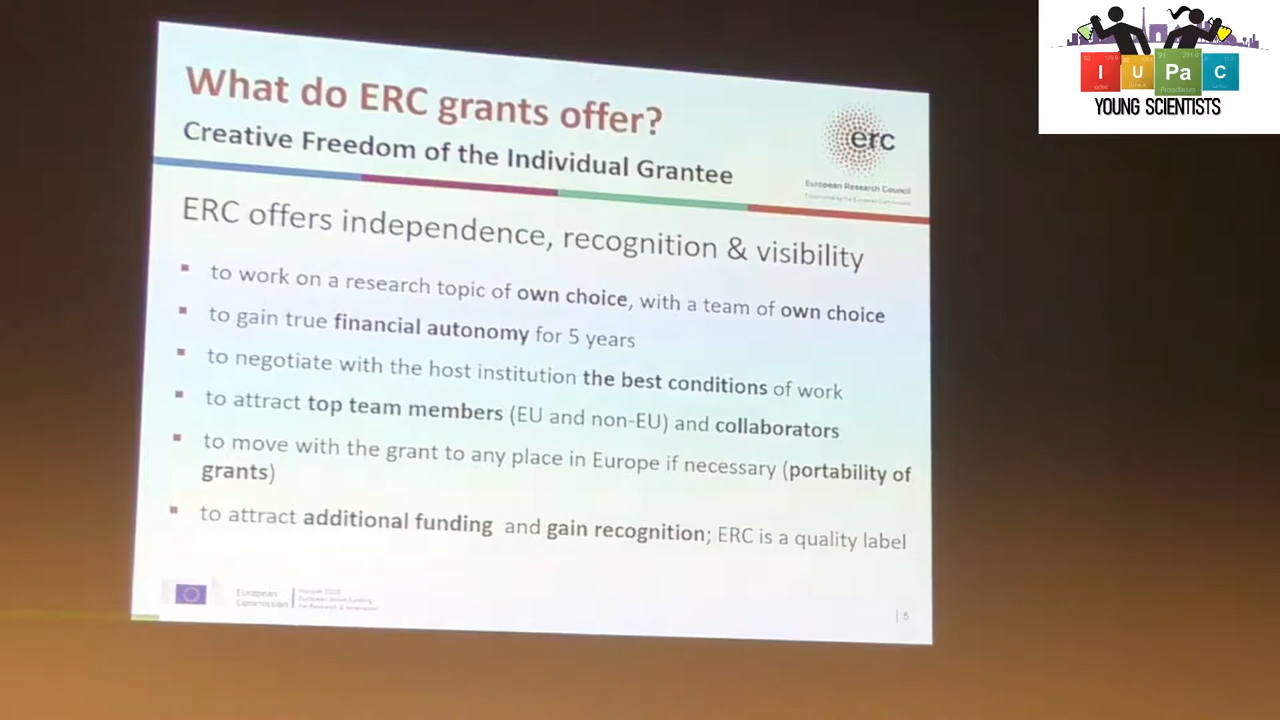 What do ERC grants offer?
Creative Freedom of the Individual Grantee
erc
European Research Council
ERC offers independence, recognition & visibility
to work on a research topic of own choice, with a team of own choice
to gain true financial autonomy for 5 years
to negotiate with the host institution the best conditions of work
to attract top team members (EU and non-EU) and collaborators
to move with the grant to any place in Europe if necessary (portability of
grants)
to attract additional funding and gain recognition; ERC is a quality label
European
Commission
| 5
I U Pa C
YOUNG SCIENTISTS